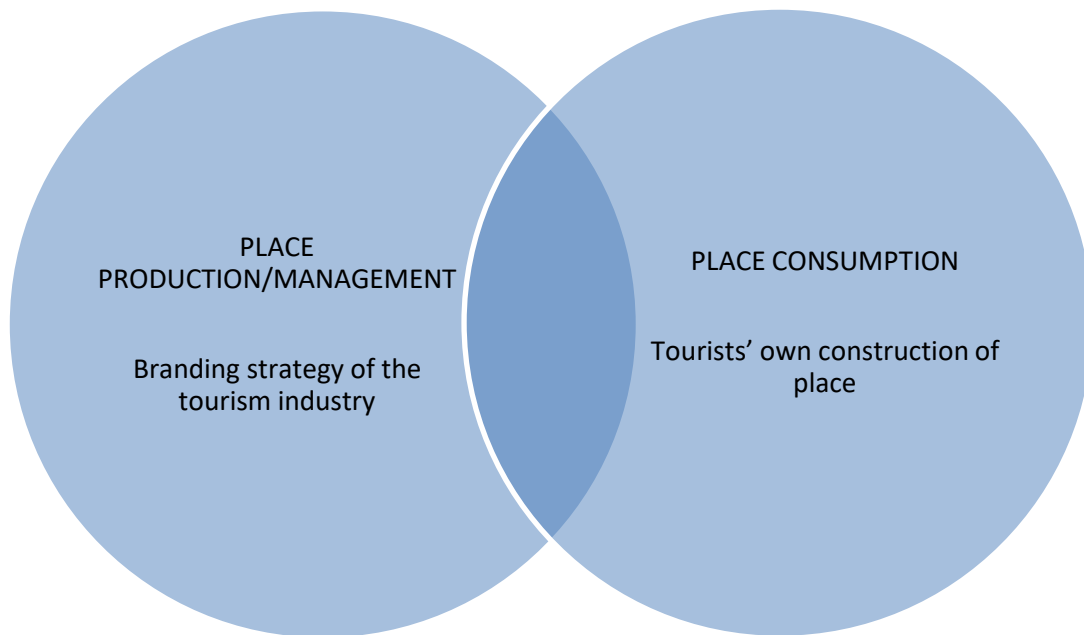 PLACE
PRODUCTION/MANAGEMENT
Branding strategy of the
tourism industry
PLACE CONSUMPTION
Tourists’ own construction of
place